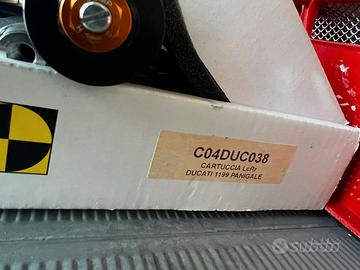 C04DUC038
CARTUCCIA LcRr
DUCATI 1199 PANIGALE
subito